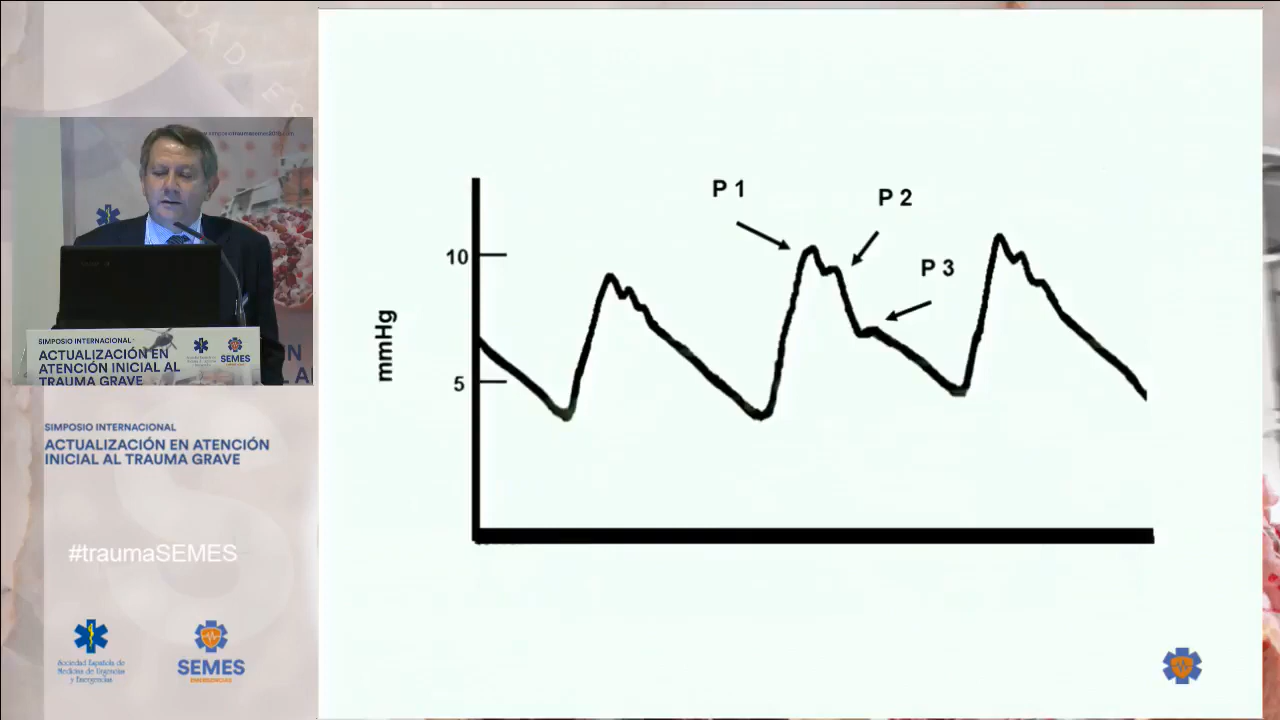 SIMPOSIO INTERNACIONAL
ACTUALIZACIÓN EN
ATENCIÓN INICIAL AL
TRAUMA GRAVE
SEMES
SIMPOSIO INTERNACIONAL
ACTUALIZACIÓN EN ATENCIÓN
INICIAL AL TRAUMA GRAVE
#traumaSEMES
Sociedad Española de
Medicina de Urgencias
y Emergencias
SEMES
EMERGENCIAS
P 1
P 2
P 3
10
5
mmHg